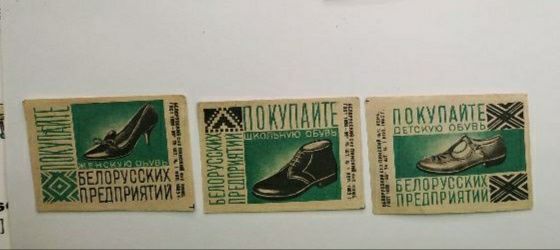 ПОКУПАЙТЕ
ЖЕНСКУЮ ОБУВЬ
БЕЛОРУССКИХ
ПРЕДПРИЯТИЙ
ПОКУПАЙТЕ
ШКОЛЬНУЮ ОБУВЬ
БЕЛОРУССКИХ
ПРЕДПРИЯТИЙ
ПОКУПАЙТЕ
ДЕТСКУЮ ОБУВЬ
БЕЛОРУССКИХ
ПРЕДПРИЯТИЙ